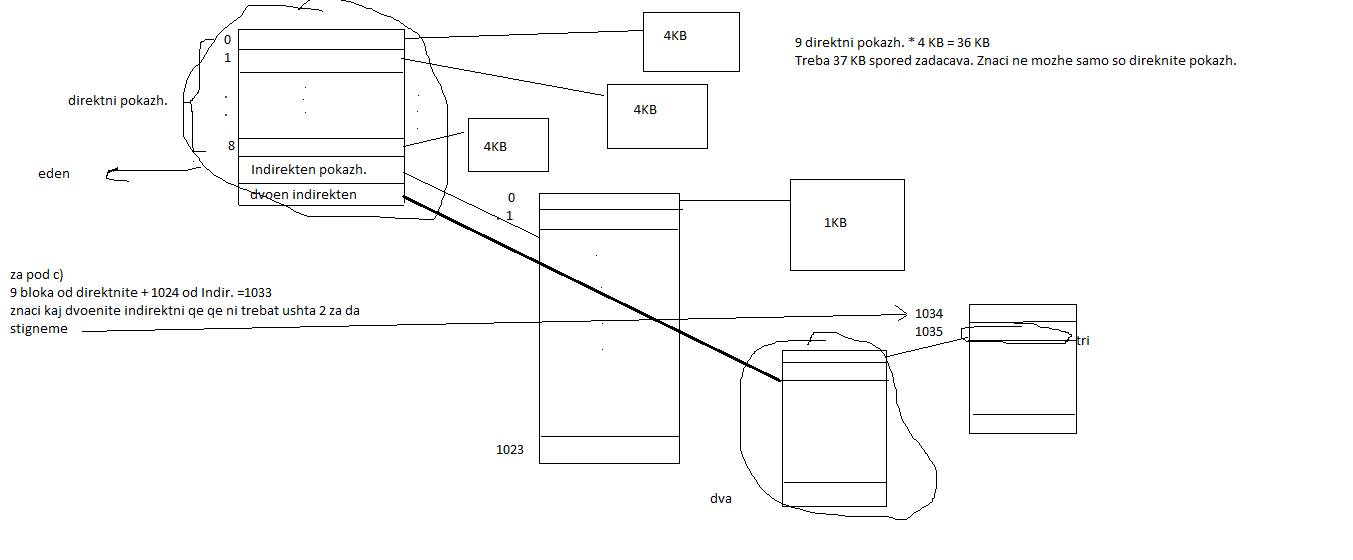 0
1
8
direktni pokazh.
eden
Indirekten pokazh.
dvoen indirekten
4KB
4KB
4KB
9 direktni pokazh. * 4 KB = 36 KB
Treba 37 KB spored zadacava. Znaci ne mozhe samo so direknite pokazh.
0
1
1023
1KB
za pod c)
9 bloka od direktnite + 1024 od Indir. =1033
znaci kaj dvoenite indirektni qe qe ni trebat ushta 2 za da
stigneme
1034
1035
tri
dva